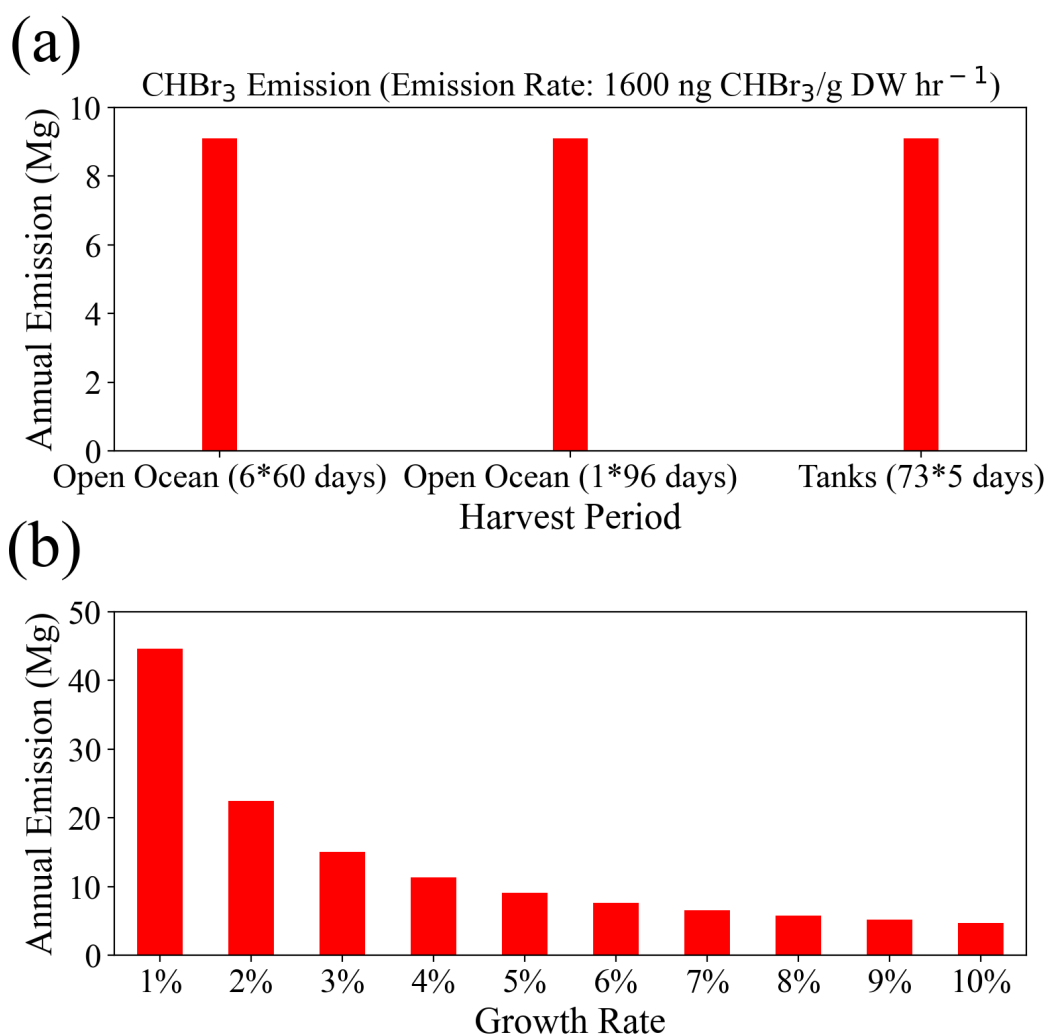 (a)
CHBr₃ Emission (Emission Rate: 1600 ng CHBr₃/g DW hr⁻¹)
Annual Emission (Mg)
10
8
6
4
2
0
Open Ocean (6*60 days) Open Ocean (1*96 days) Tanks (73*5 days)
Harvest Period
(b)
Annual Emission (Mg)
50
40
30
20
10
0
1% 2% 3% 4% 5% 6% 7% 8% 9% 10%
Growth Rate